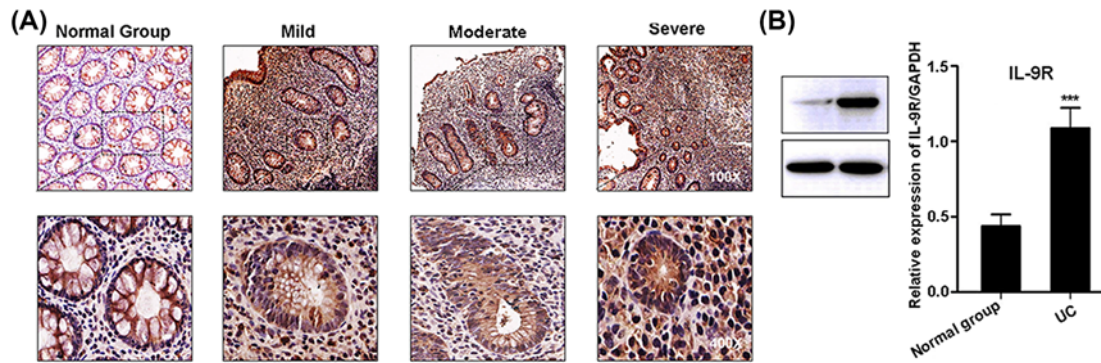 (A)
Normal Group
Mild
Moderate
Severe
100X
400X
(B)
IL-9R
***
Relative expression of IL-9R/GAPDH
1.5
1.0
0.5
0.0
Normal group
UC